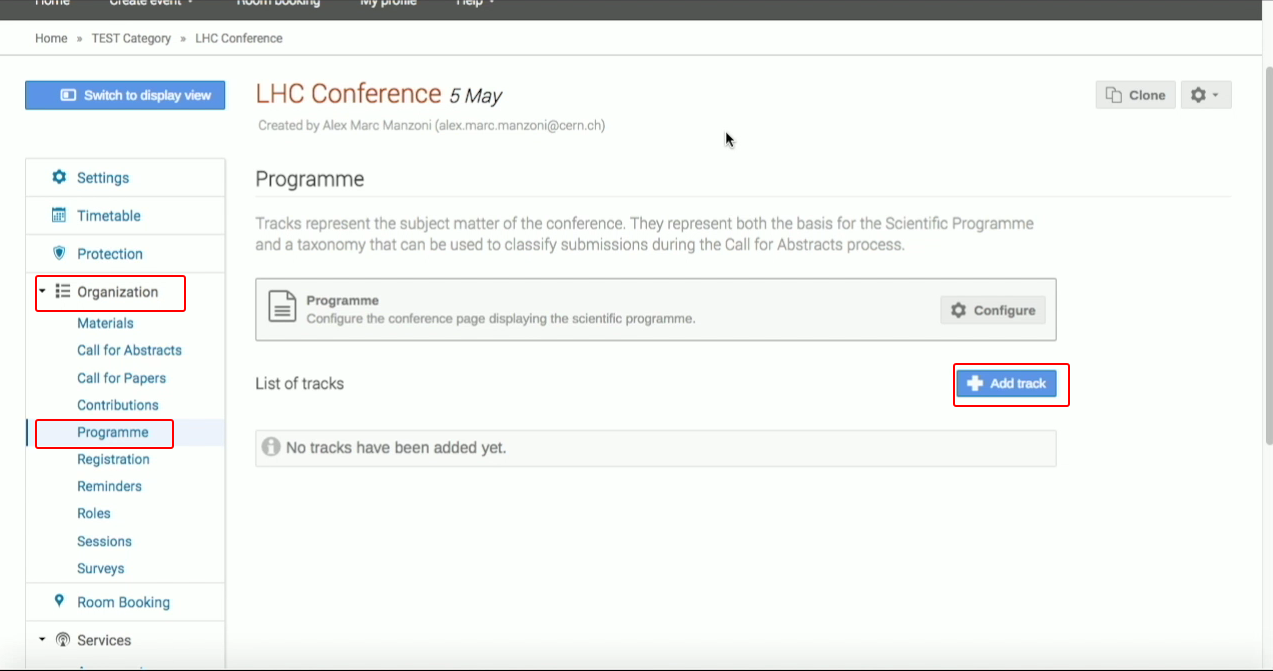 Home Create event Room booking My profile Help
Home » TEST Category » LHC Conference
Switch to display view
LHC Conference 5 May
Clone
Created by Alex Marc Manzoni (alex.marc.manzoni@cern.ch)
Settings
Timetable
Protection
Organization
Materials
Call for Abstracts
Call for Papers
Contributions
Programme
Registration
Reminders
Roles
Sessions
Surveys
Room Booking
Services
Programme
Tracks represent the subject matter of the conference. They represent both the basis for the Scientific Programme
and a taxonomy that can be used to classify submissions during the Call for Abstracts process.
Programme
Configure the conference page displaying the scientific programme.
Configure
List of tracks
Add track
No tracks have been added yet.